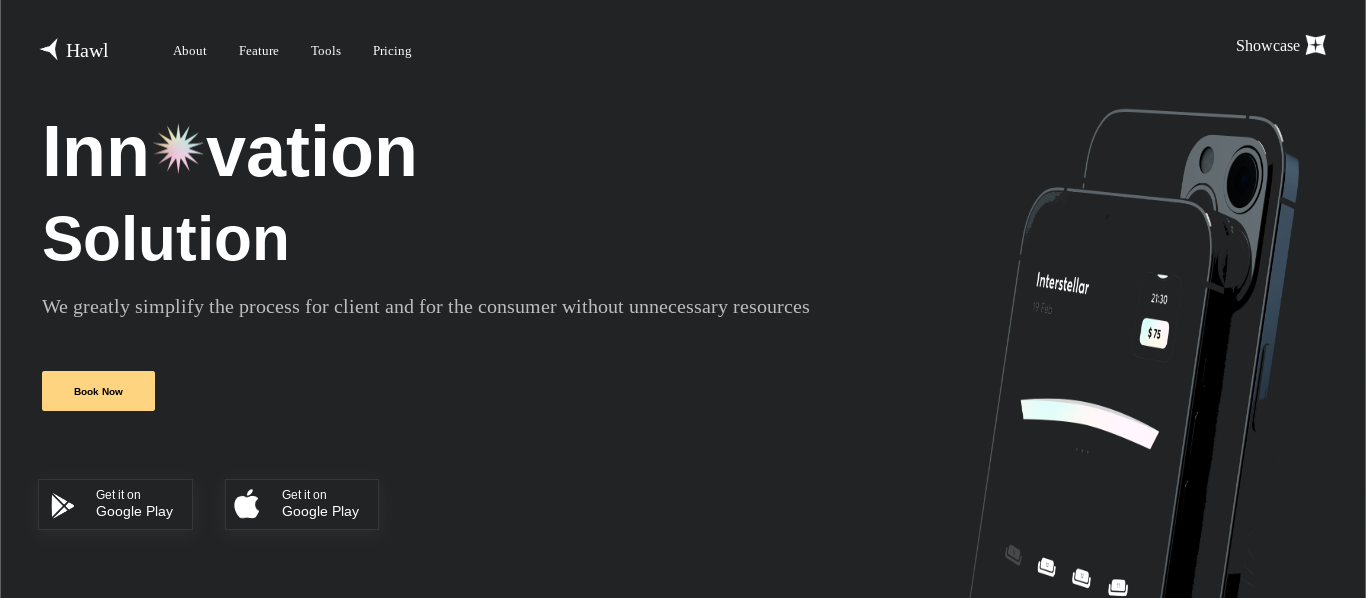 Hawl
About
Feature
Tools
Pricing
Showcase
Innovation
Solution
We greatly simplify the process for client and for the consumer without unnecessary resources
Book Now
Get it on
Google Play
Get it on
Google Play
Interstellar
19 Feb
21:30
$75